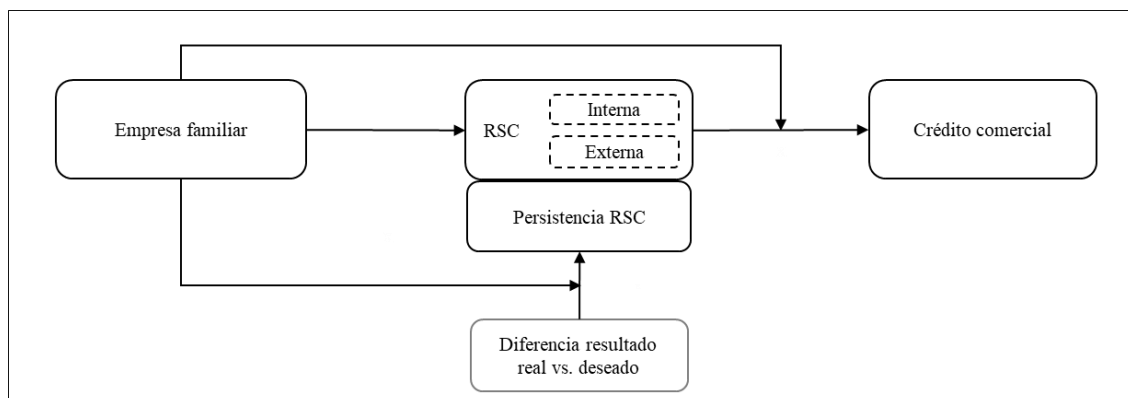 Empresa familiar
RSC
Interna
Externa
Crédito comercial
Persistencia RSC
Diferencia resultado
real vs. deseado